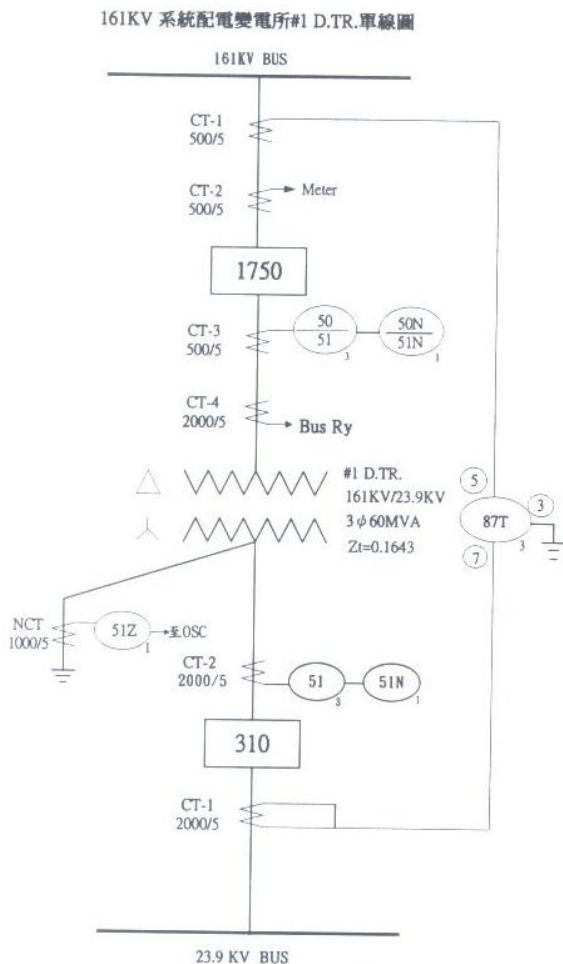 161KV 系統配電變電所#1 D.TR.單線圖
161KV BUS
CT-1
500/5
CT-2
500/5
Meter
1750
CT-3
500/5
50
51
3
50N
51N
1
CT-4
2000/5
Bus Ry
#1 D.TR.
161KV/23.9KV
3φ60MVA
Zt=0.1643
5
87T
3
3
7
NCT
1000/5
51Z
1
至OSC
CT-2
2000/5
51
3
51N
1
310
CT-1
2000/5
23.9 KV BUS